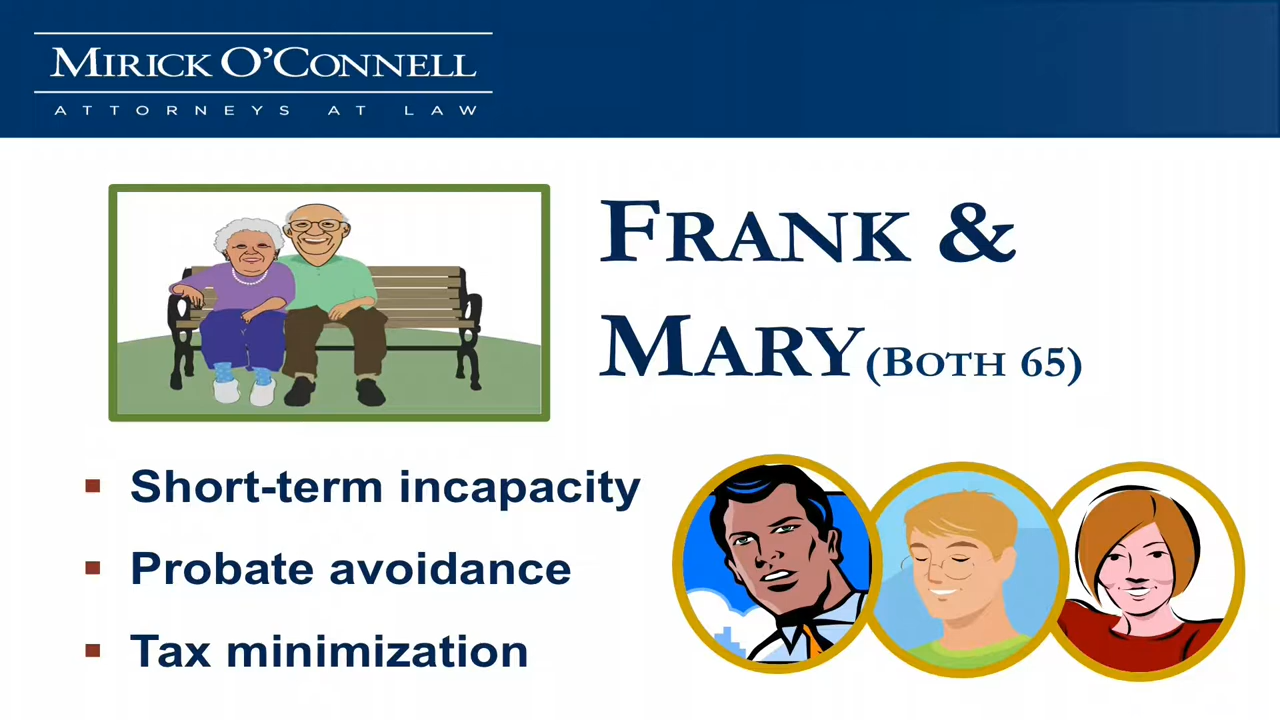 MIRICK O'CONNELL
ATTORNEYS AT LAW
FRANK &
MARY (BOTH 65)
▪ Short-term incapacity
▪ Probate avoidance
▪ Tax minimization